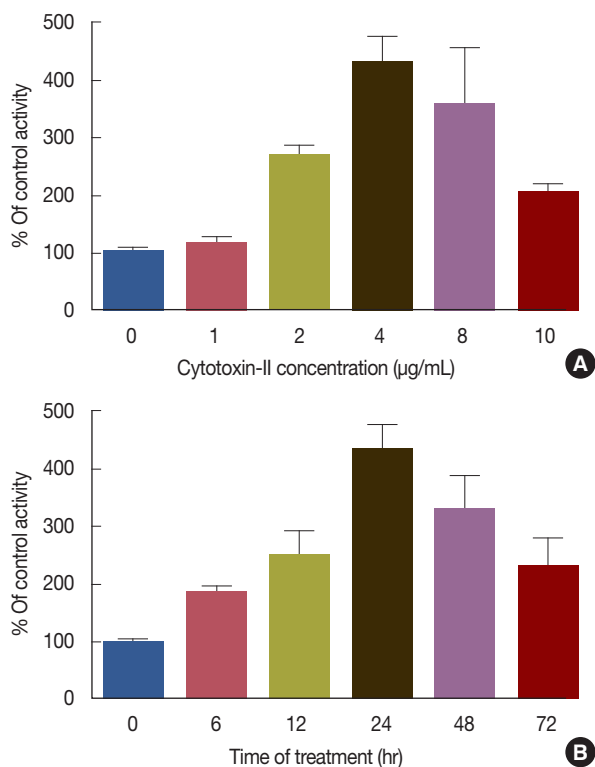 500
400
300
200
100
0
% Of control activity
0 1 2 4 8 10
Cytotoxin-II concentration (µg/mL)
A
500
400
300
200
100
0
% Of control activity
0 6 12 24 48 72
Time of treatment (hr)
B